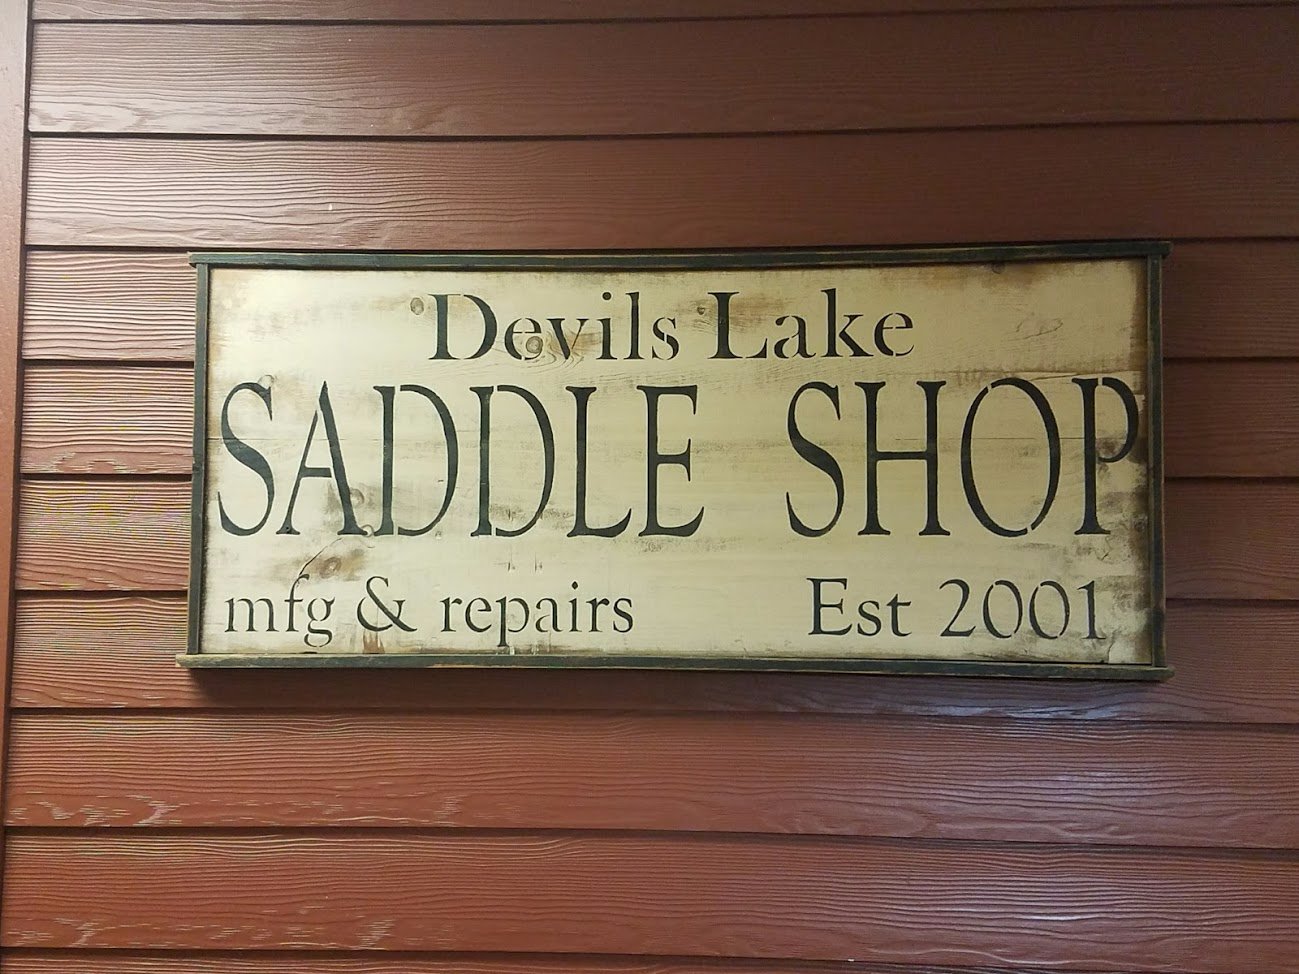 Devils Lake
SADDLE SHOP
mfg & repairs Est 2001